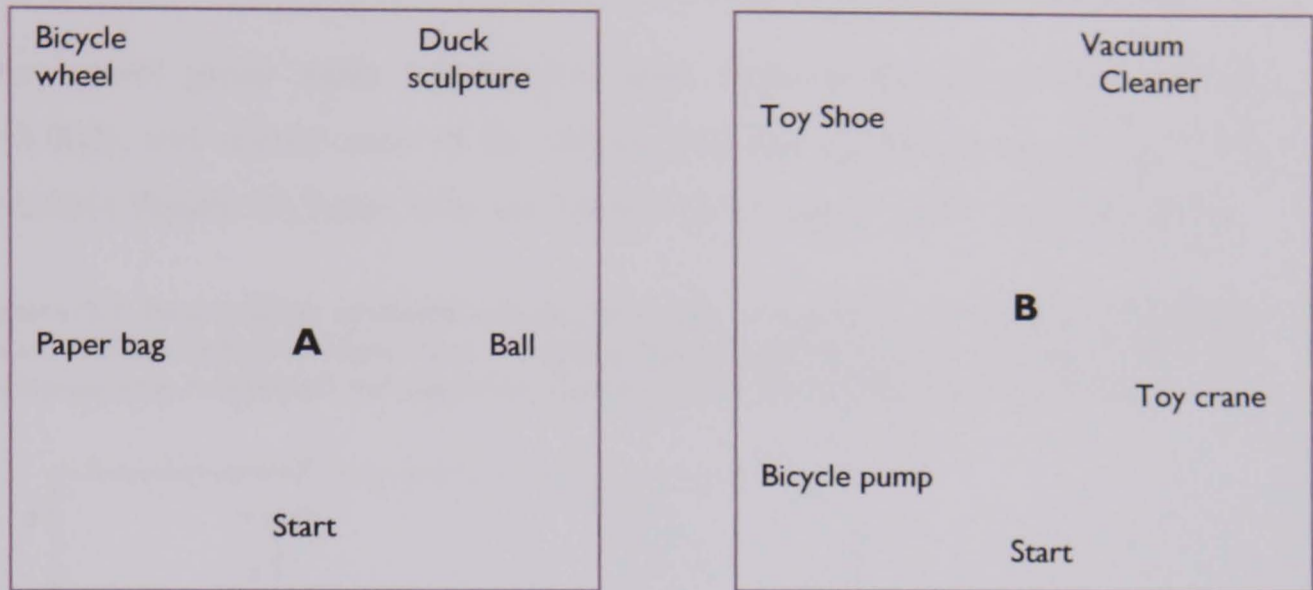 Bicycle
wheel
Duck
sculpture
Paper bag
A
Ball
Start
Vacuum
Cleaner
Toy Shoe
B
Toy crane
Bicycle pump
Start